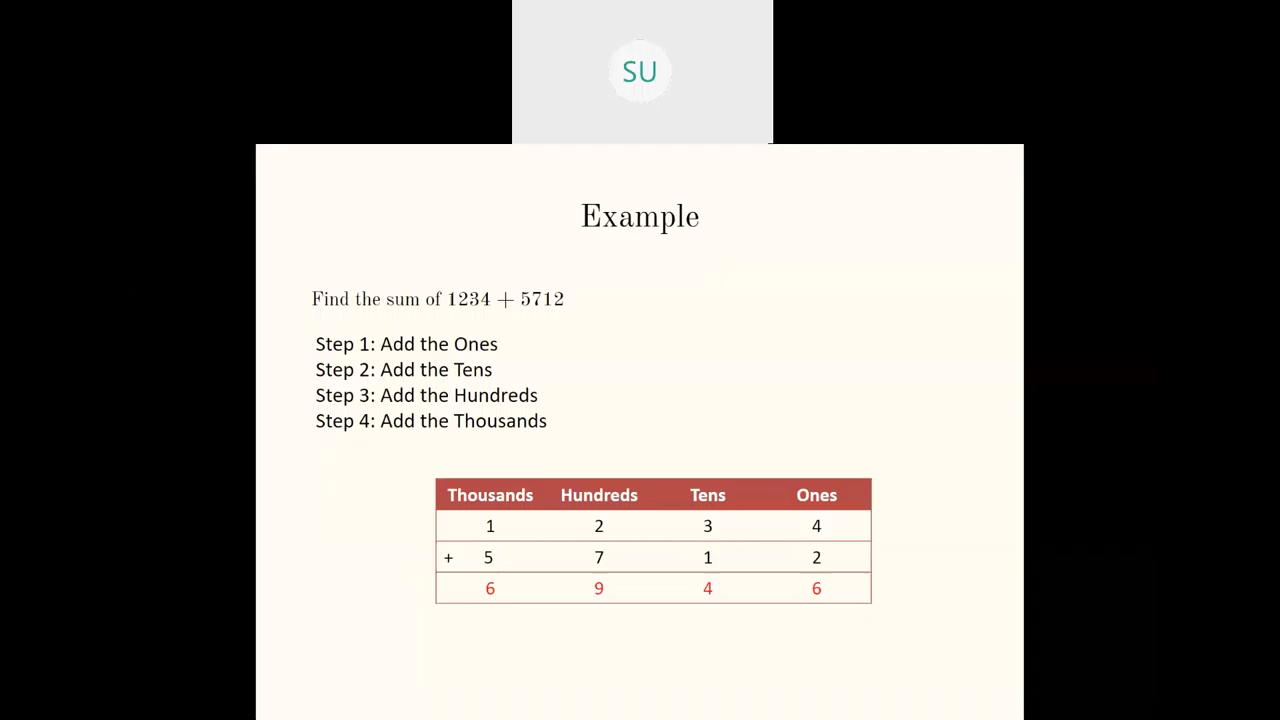 SU
Example
Find the sum of 1234 + 5712
Step 1: Add the Ones
Step 2: Add the Tens
Step 3: Add the Hundreds
Step 4: Add the Thousands
Thousands Hundreds Tens Ones
1 2 3 4
+ 5 7 1 2
6 9 4 6